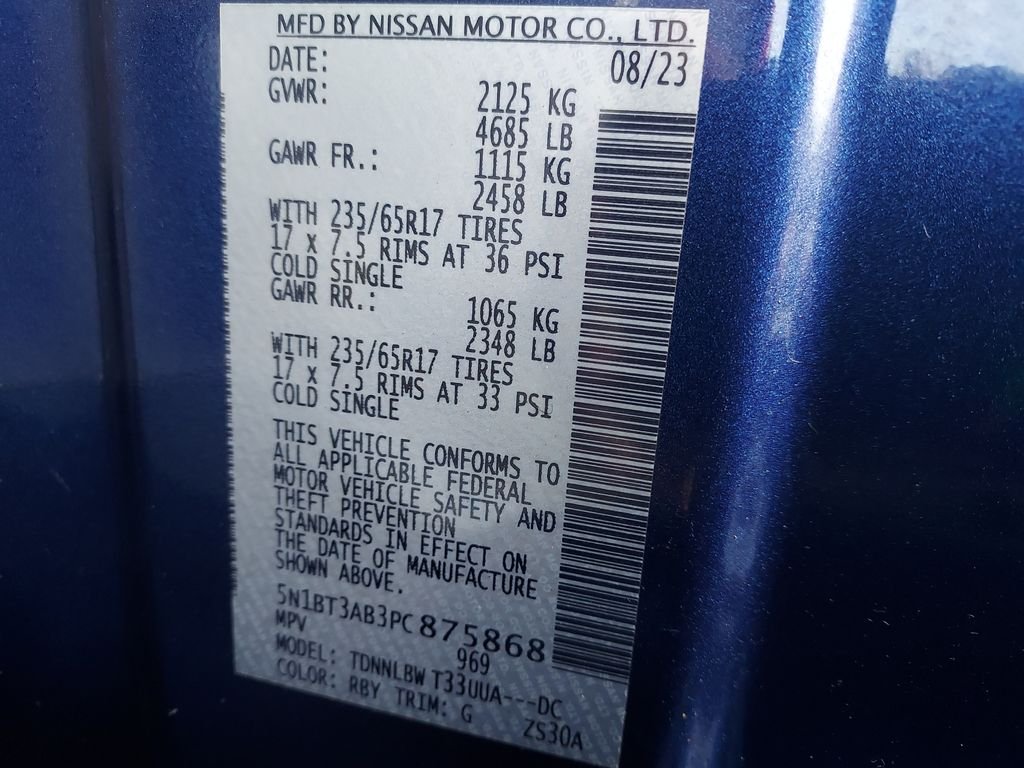 MFD BY NISSAN MOTOR CO., LTD.
DATE: 08/23
GVWR: 2125 KG
4685 LB
GAWR FR.: 1115 KG
2458 LB
WITH 235/65R17 TIRES
17 x 7.5 RIMS AT 36 PSI
COLD SINGLE
GAWR RR.: 1065 KG
2348 LB
WITH 235/65R17 TIRES
17 x 7.5 RIMS AT 33 PSI
COLD SINGLE
THIS VEHICLE CONFORMS TO
ALL APPLICABLE FEDERAL
MOTOR VEHICLE SAFETY AND
THEFT PREVENTION
STANDARDS IN EFFECT ON
THE DATE OF MANUFACTURE
SHOWN ABOVE.
5N1BT3AB3PC875868
MPV 969
MODEL: TDNNLBW T33UUA---DC
COLOR: RBY TRIM: G ZS30A